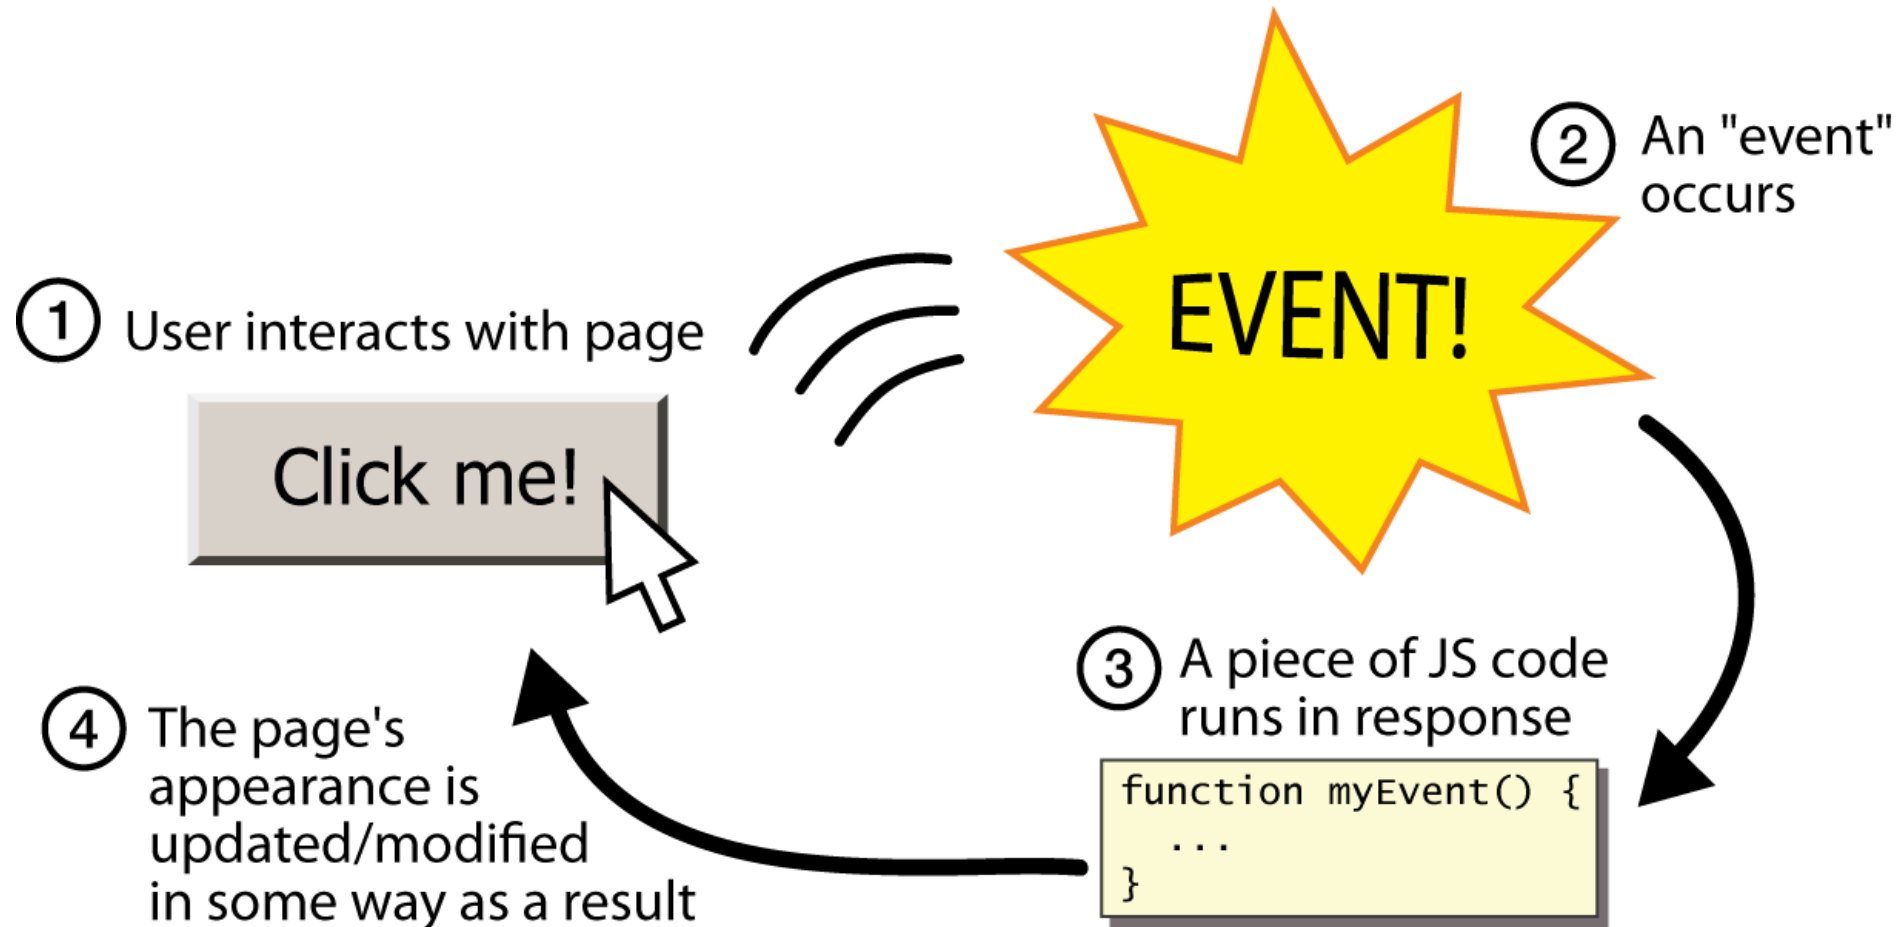 1 User interacts with page
Click me!
EVENT!
2 An "event"
occurs
3 A piece of JS code
runs in response
function myEvent() {
...
}
4 The page's
appearance is
updated/modified
in some way as a result